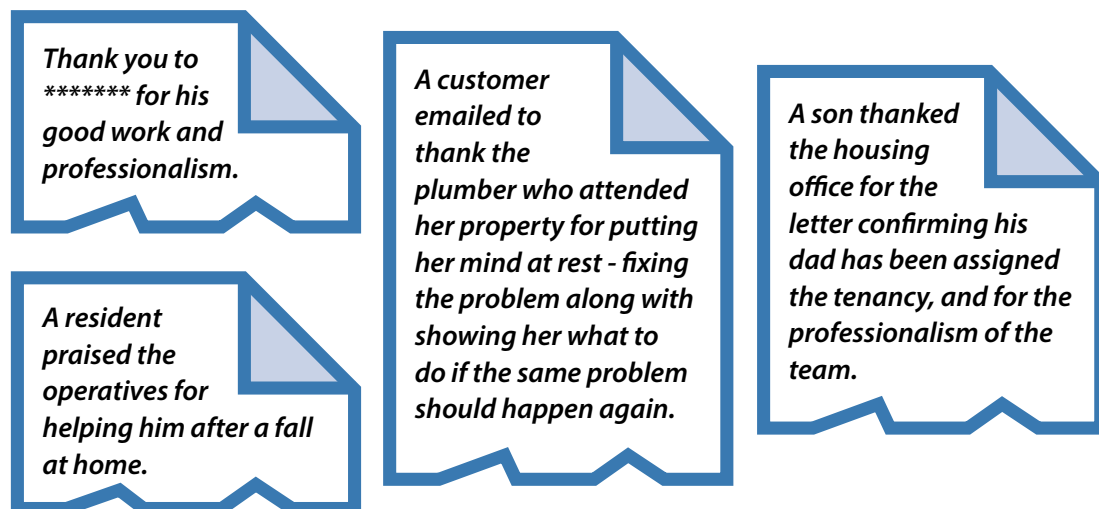 Thank you to
******* for his
good work and
professionalism.
A resident
praised the
operatives for
helping him after a fall
at home.
A customer
emailed to
thank the
plumber who attended
her property for putting
her mind at rest - fixing
the problem along with
showing her what to
do if the same problem
should happen again.
A son thanked
the housing
office for the
letter confirming his
dad has been assigned
the tenancy, and for the
professionalism of the
team.